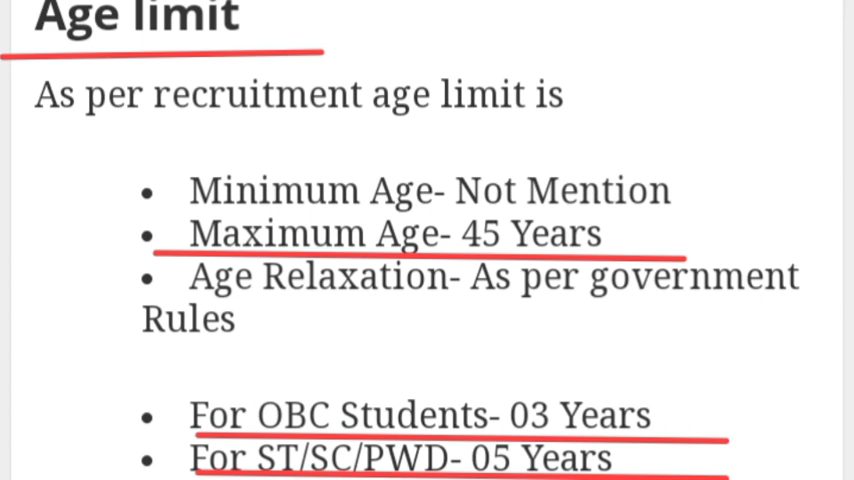 Age limit
As per recruitment age limit is
• Minimum Age- Not Mention
• Maximum Age- 45 Years
• Age Relaxation- As per government
Rules
• For OBC Students- 03 Years
• For ST/SC/PWD- 05 Years